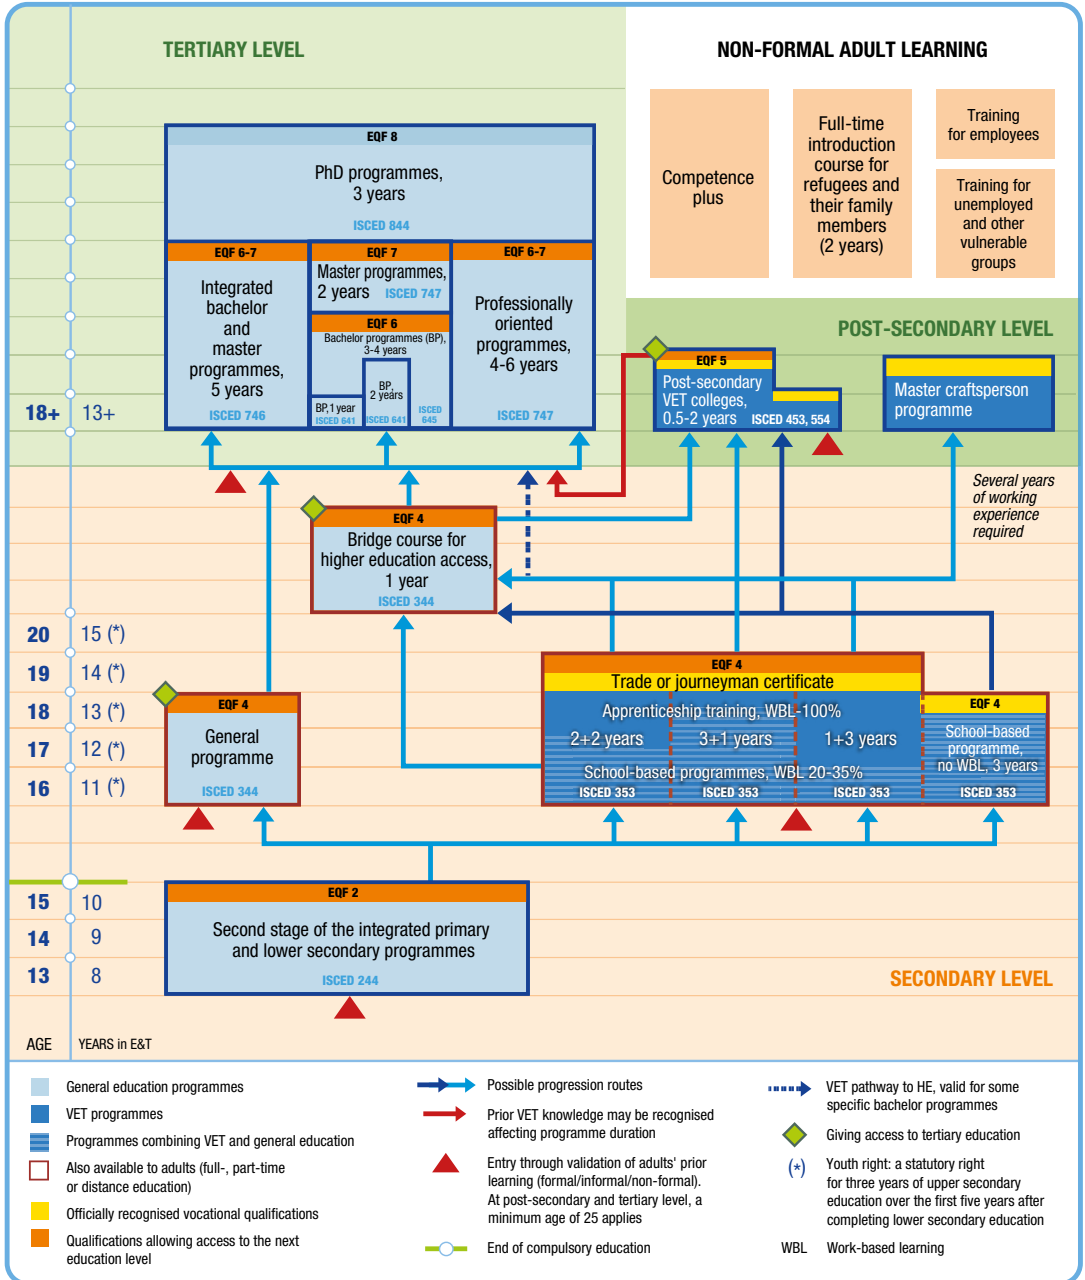 TERTIARY LEVEL
NON-FORMAL ADULT LEARNING
Competence
plus
Full-time
introduction
course for
refugees and
their family
members
(2 years)
Training
for employees
Training for
unemployed
and other
vulnerable
groups
EQF 8
PhD programmes,
3 years
ISCED 844
EQF 6-7
Integrated
bachelor
and
master
programmes,
5 years
ISCED 746
EQF 7
Master programmes,
2 years ISCED 747
EQF 6
Bachelor programmes (BP),
3-4 years
BP, 1 year
ISCED 641
BP,
2 years
ISCED 641
ISCED
645
EQF 6-7
Professionally
oriented
programmes,
4-6 years
ISCED 747
POST-SECONDARY LEVEL
EQF 5
Post-secondary
VET colleges,
0.5-2 years ISCED 453, 554
Master craftsperson
programme
18+ 13+
Several years
of working
experience
required
EQF 4
Bridge course for
higher education access,
1 year
ISCED 344
20 15 (*)
19 14 (*)
18 13 (*)
17 12 (*)
16 11 (*)
EQF 4
General
programme
ISCED 344
EQF 4
Trade or journeyman certificate
Apprenticeship training, WBL-100%
2+2 years 3+1 years 1+3 years
School-based programmes, WBL 20-35%
ISCED 353 ISCED 353 ISCED 353
EQF 4
School-based
programme,
no WBL, 3 years
ISCED 353
15 10
14 9
13 8
EQF 2
Second stage of the integrated primary
and lower secondary programmes
ISCED 244
SECONDARY LEVEL
AGE YEARS in E&T
General education programmes
VET programmes
Programmes combining VET and general education
Also available to adults (full-, part-time
or distance education)
Officially recognised vocational qualifications
Qualifications allowing access to the next
education level
Possible progression routes
Prior VET knowledge may be recognised
affecting programme duration
Entry through validation of adults' prior
learning (formal/informal/non-formal).
At post-secondary and tertiary level, a
minimum age of 25 applies
End of compulsory education
VET pathway to HE, valid for some
specific bachelor programmes
Giving access to tertiary education
(*) Youth right: a statutory right
for three years of upper secondary
education over the first five years after
completing lower secondary education
WBL Work-based learning